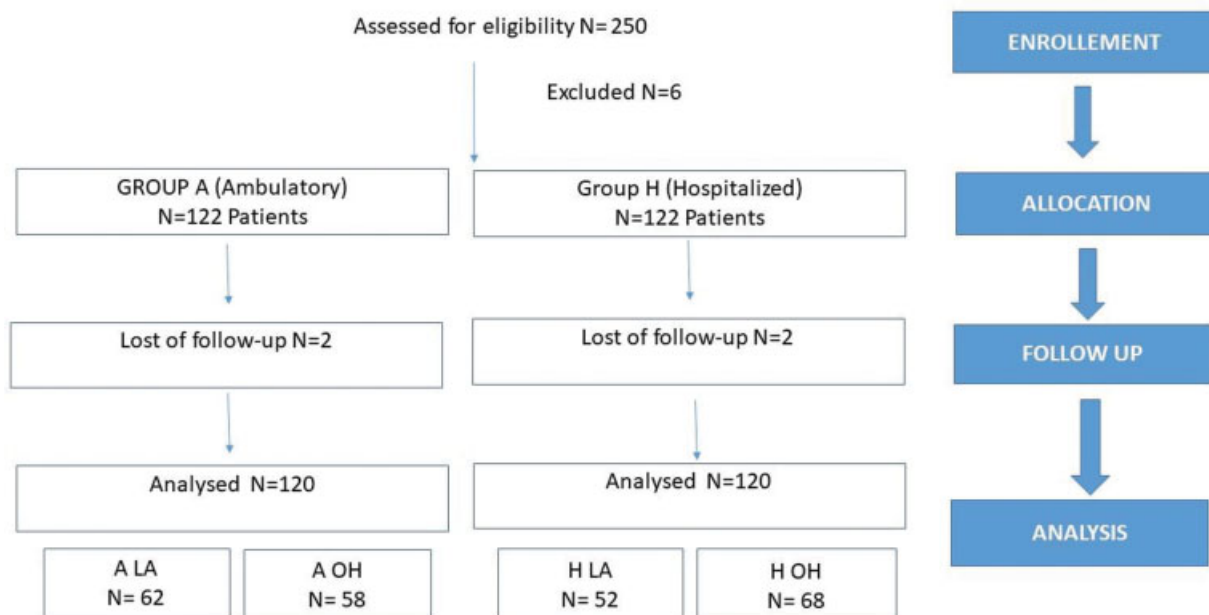 Assessed for eligibility N=250
ENROLLEMENT
Excluded N=6
GROUP A (Ambulatory)
N=122 Patients
Group H (Hospitalized)
N=122 Patients
ALLOCATION
Lost of follow-up N=2
Lost of follow-up N=2
FOLLOW UP
Analysed N=120
Analysed N=120
ANALYSIS
A LA
N= 62
A OH
N= 58
H LA
N= 52
H OH
N= 68